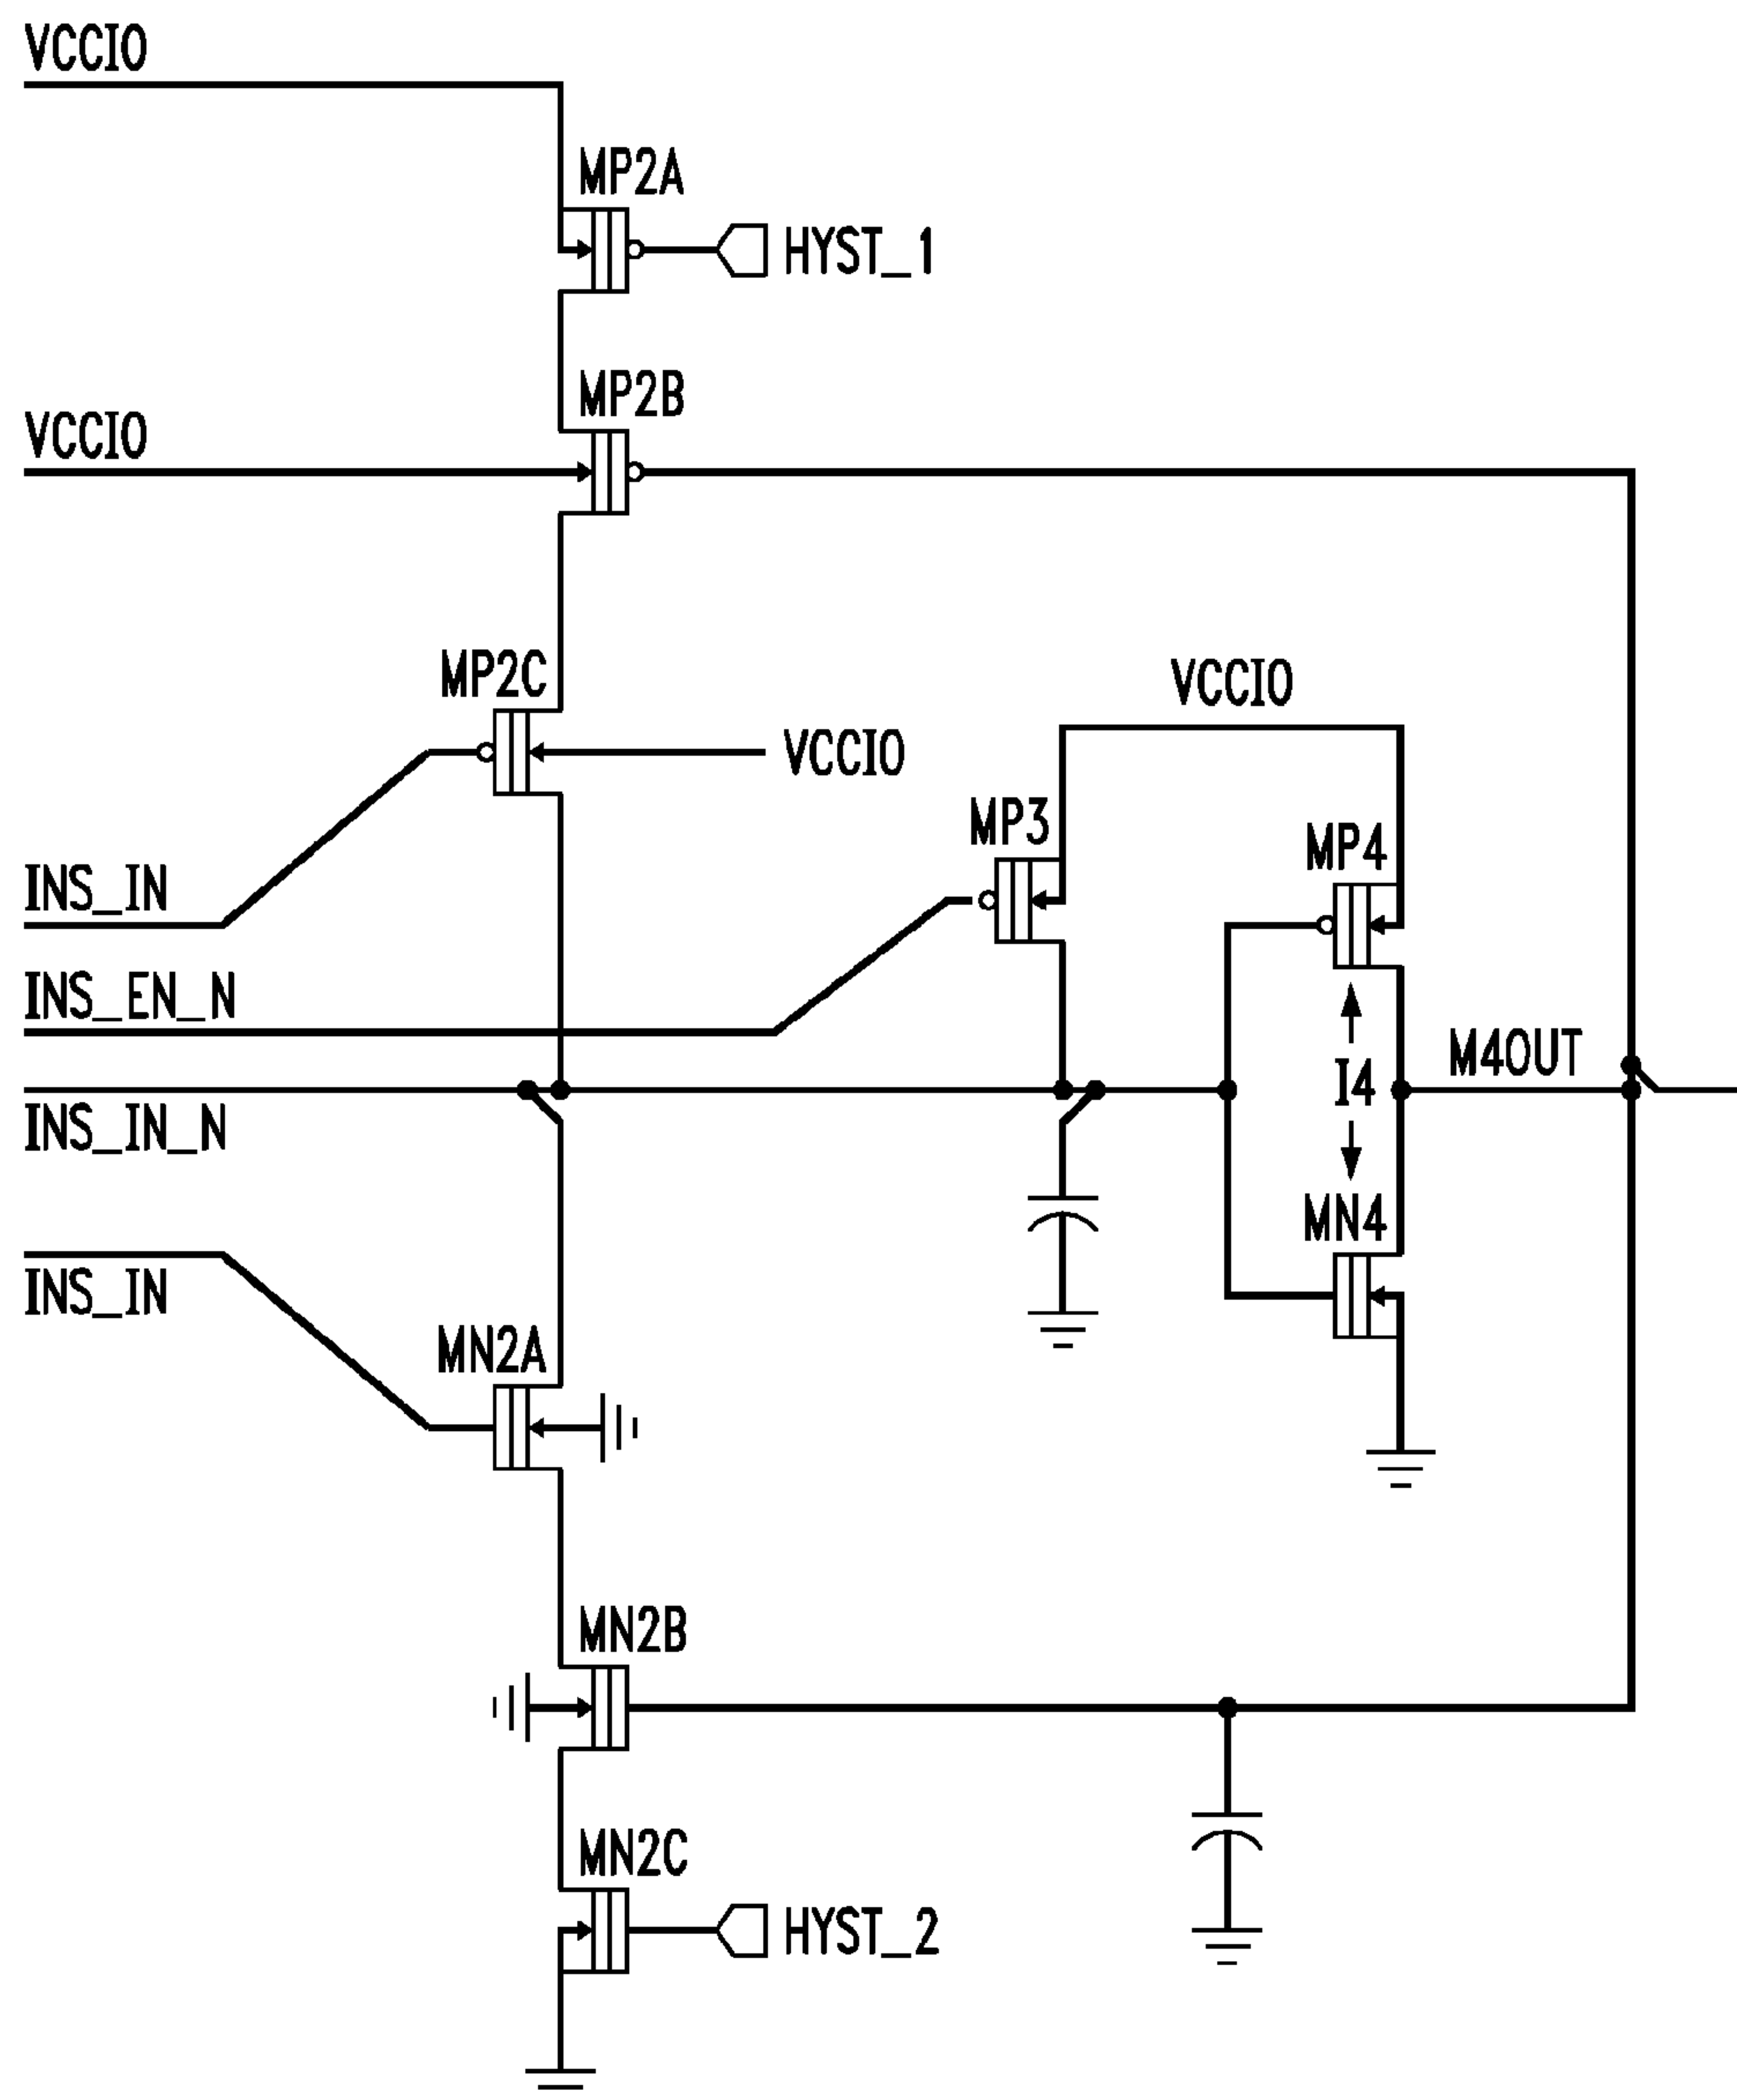 VCCIO
MP2A
HYST_1
MP2B
VCCIO
MP2C
VCCIO
VCCIO
MP3
MP4
INS_IN
INS_EN_N
M4OUT
I4
INS_IN_N
MN4
INS_IN
MN2A
MN2B
MN2C
HYST_2